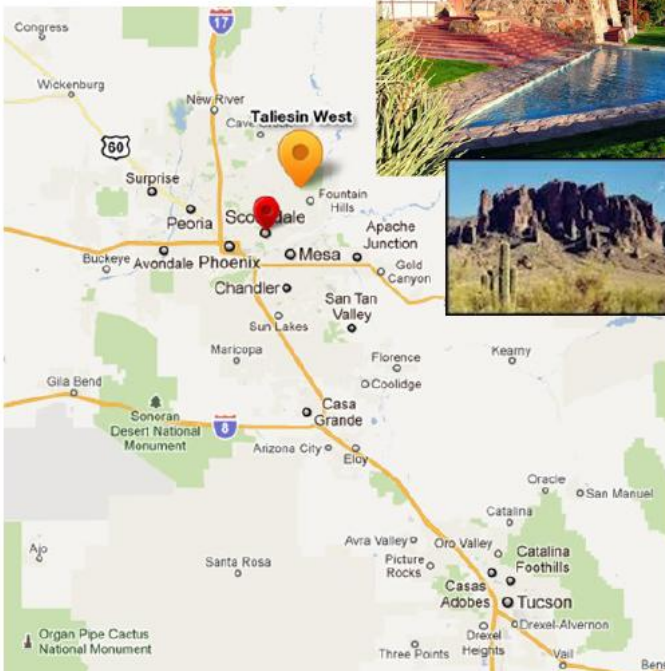 Congress
17
Wickenburg
New River
Taliesin West
60
Surprise
Fountain
Hills
Peoria
Apache
Junction
Buckeye
Avondale
Phoenix
Mesa
Gold
Canyon
Chandler
San Tan
Valley
Sun Lakes
Maricopa
Florence
Kearny
Gila Bend
Coolidge
Sonoran
Desert National
Monument
8
Casa
Grande
Arizona City
Eloy
Oracle
San Manuel
Catalina
Ajo
Avra Valley
Oro Valley
Santa Rosa
Picture
Rocks
Catalina
Foothills
Casas
Adobes
Tucson
Organ Pipe Cactus
National Monument
Drexel
Heights
Drexel-Alvernon
Three Points
Vail